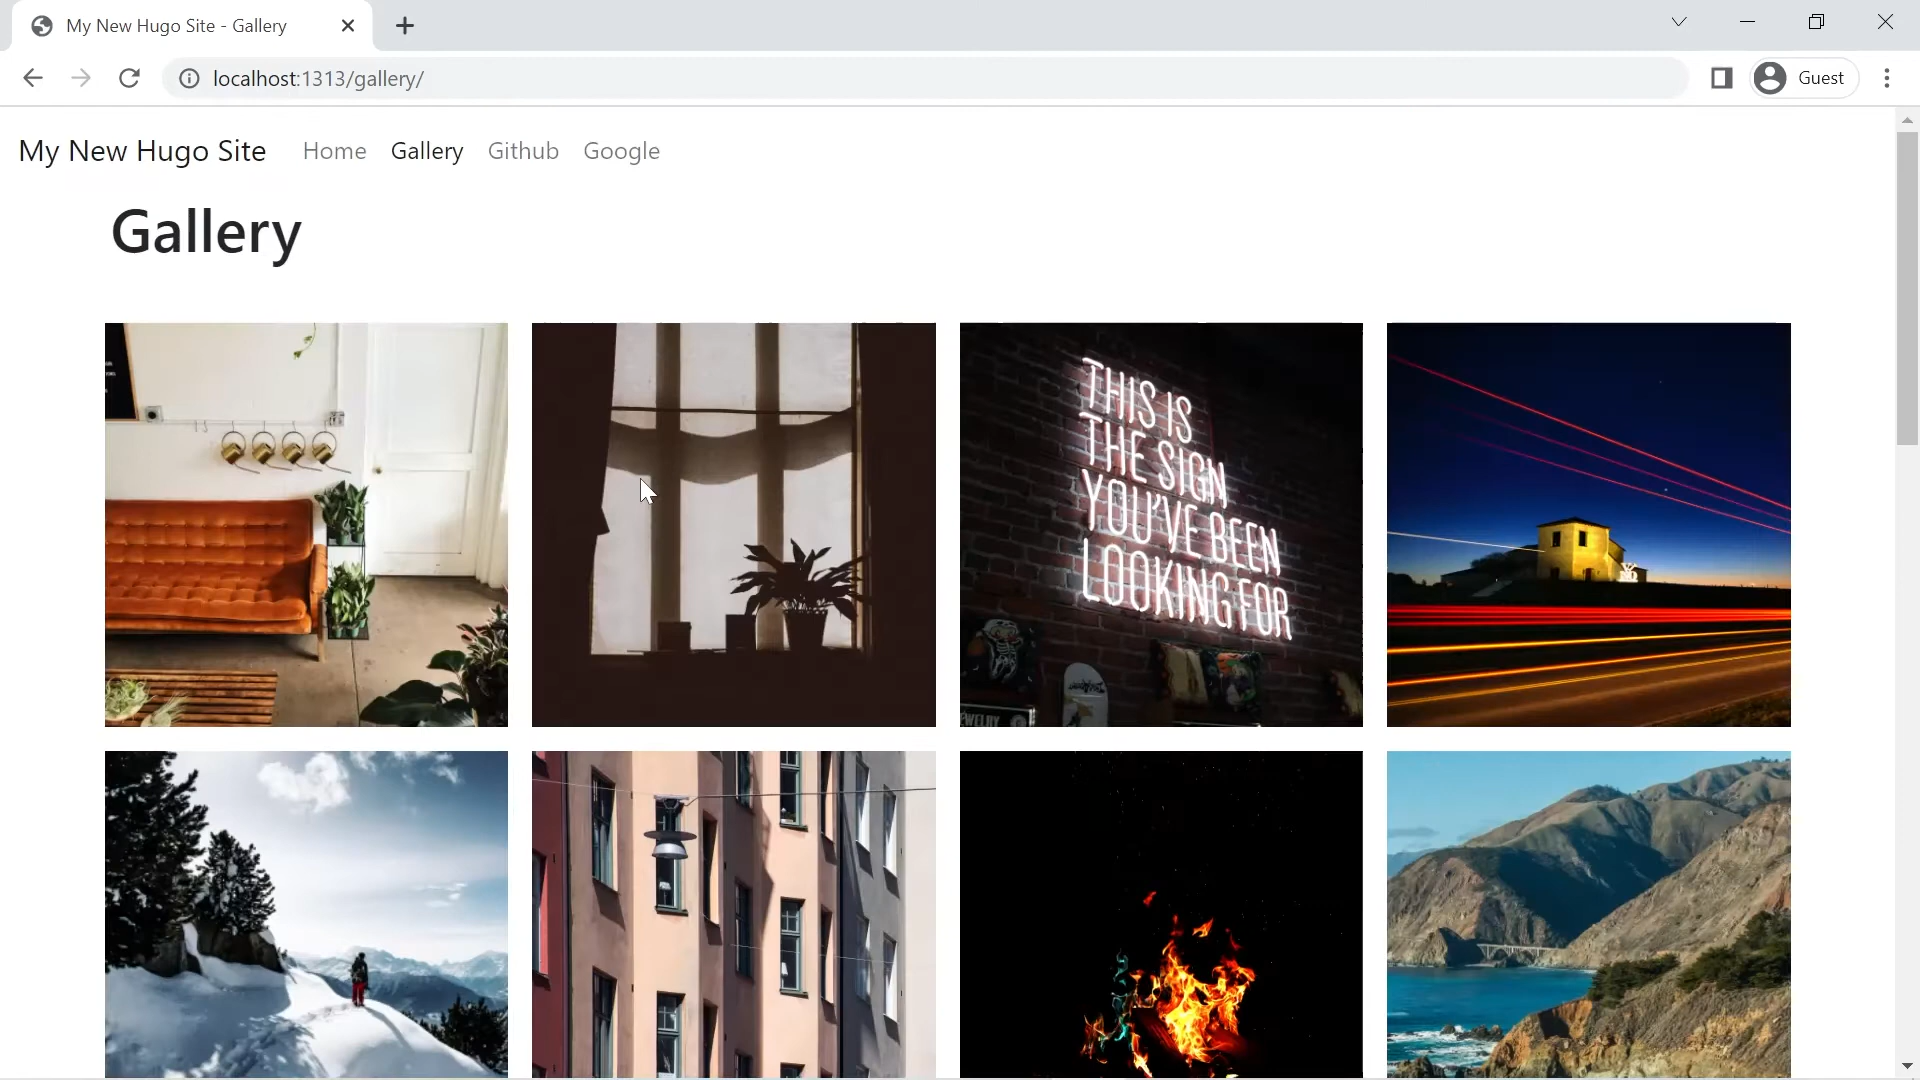 My New Hugo Site - Gallery
localhost:1313/gallery/
Guest
My New Hugo Site Home Gallery Github Google
Gallery
THIS IS
THE SIGN
YOU'VE BEEN
LOOKING FOR